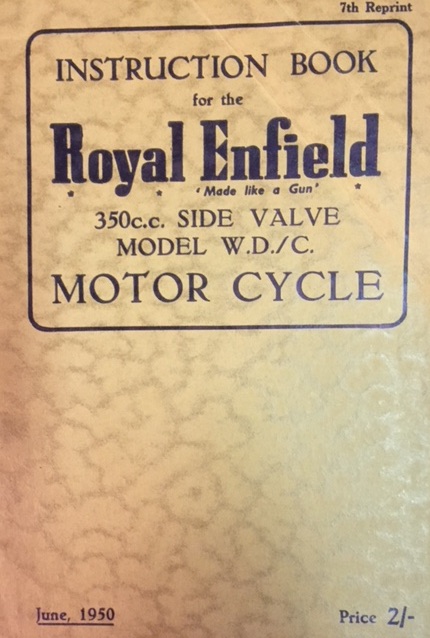 7th Reprint
INSTRUCTION BOOK
for the
Royal Enfield
'Made like a Gun'
350c.c. SIDE VALVE
MODEL W.D./C.
MOTOR CYCLE
June, 1950
Price 2/-